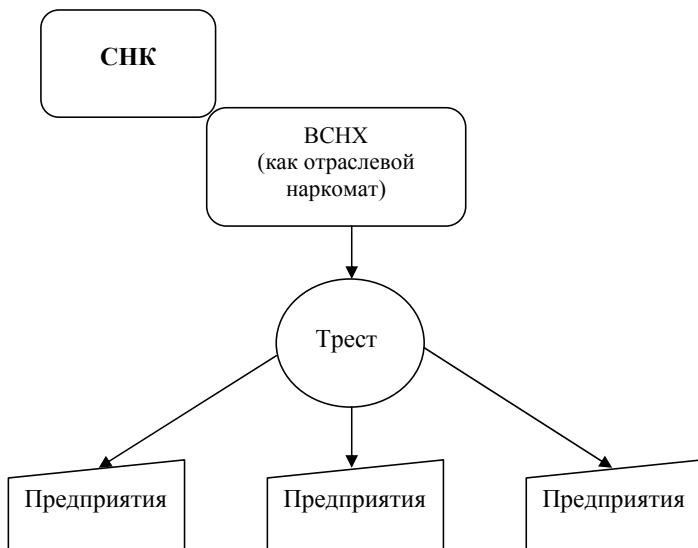 СНК
ВСНХ
(как отраслевой
наркомат)
Трест
Предприятия
Предприятия
Предприятия